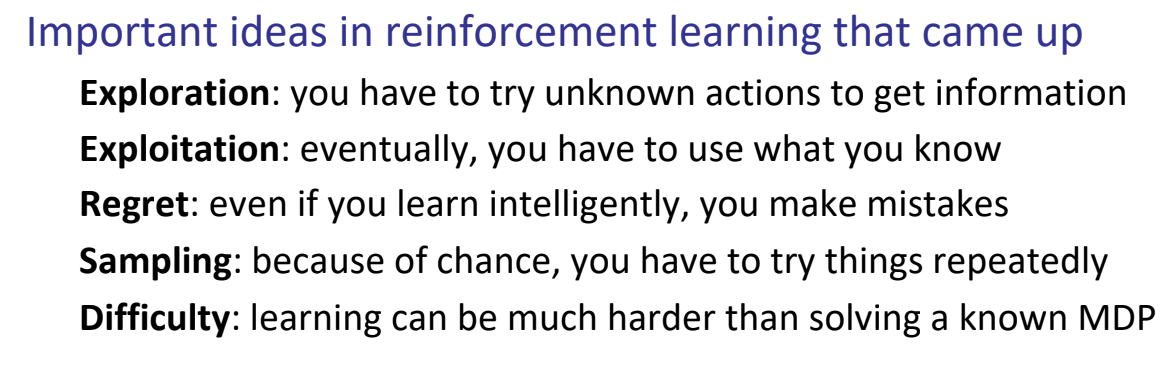 Important ideas in reinforcement learning that came up
Exploration: you have to try unknown actions to get information
Exploitation: eventually, you have to use what you know
Regret: even if you learn intelligently, you make mistakes
Sampling: because of chance, you have to try things repeatedly
Difficulty: learning can be much harder than solving a known MDP